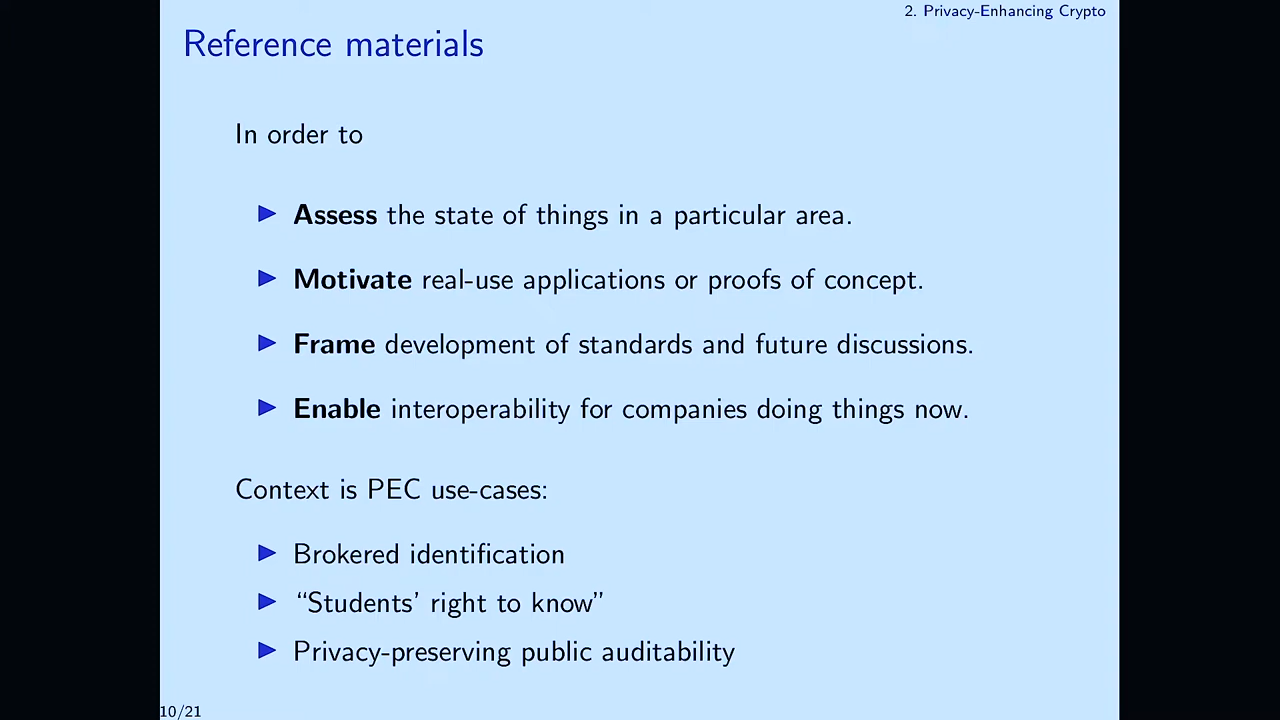 2. Privacy-Enhancing Crypto
Reference materials
In order to
▶ Assess the state of things in a particular area.
▶ Motivate real-use applications or proofs of concept.
▶ Frame development of standards and future discussions.
▶ Enable interoperability for companies doing things now.
Context is PEC use-cases:
▶ Brokered identification
▶ “Students’ right to know”
▶ Privacy-preserving public auditability
10/21